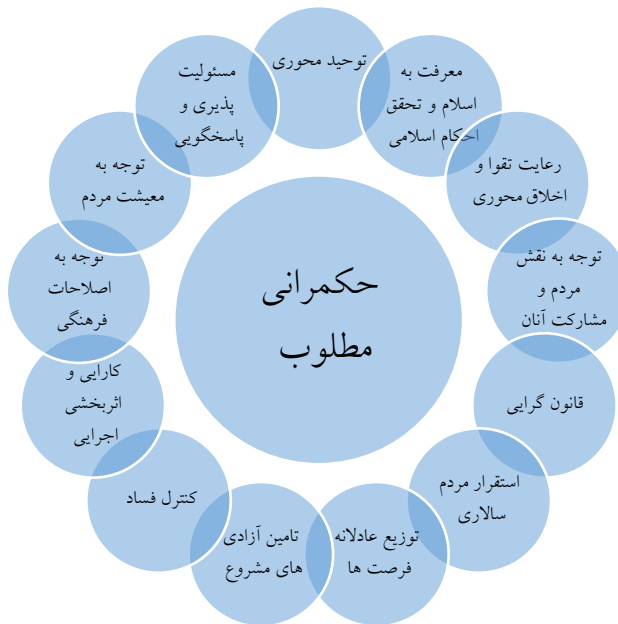 توحید محوری
معرفت به
اسلام و تحقق
احکام اسلامی
رعایت تقوا و
اخلاق محوری
توجه به نقش
مردم و
مشارکت آنان
قانون گرایی
استقرار مردم
سالاری
توزیع عادلانه
فرصت ها
تامین آزادی
های مشروع
کنترل فساد
کارایی و
اثربخشی
اجرایی
توجه به
اصلاحات
فرهنگی
توجه به
معیشت مردم
مسئولیت
پذیری و
پاسخگویی
حکمرانی
مطلوب